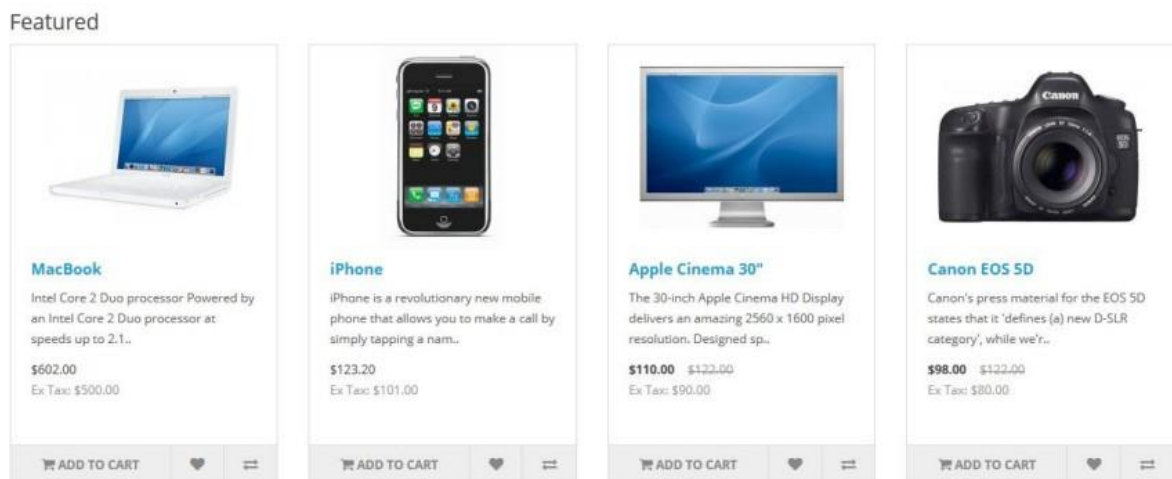 Featured
MacBook
Intel Core 2 Duo processor Powered by
an Intel Core 2 Duo processor at
speeds up to 2.1..
$602.00
Ex Tax: $500.00
ADD TO CART
iPhone
iPhone is a revolutionary new mobile
phone that allows you to make a call by
simply tapping a nam..
$123.20
Ex Tax: $101.00
ADD TO CART
Apple Cinema 30"
The 30-inch Apple Cinema HD Display
delivers an amazing 2560 x 1600 pixel
resolution. Designed sp..
$110.00 $122.00
Ex Tax: $90.00
ADD TO CART
Canon
EOS
5D
Canon EOS 5D
Canon's press material for the EOS 5D
states that it 'defines (a) new D-SLR
category', while we'r..
$98.00 $122.00
Ex Tax: $80.00
ADD TO CART